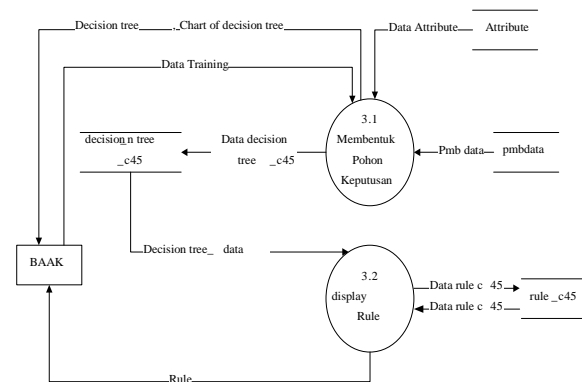 Decision tree , Chart of decision tree
Data Attribute
Attribute
Data Training
3.1
Membentuk
Pohon
Keputusan
decision_n tree
_c45
Data decision
tree _c45
Pmb data
pmbdata
Decision tree_ data
BAAK
3.2
display
Rule
Data rule c 45
Data rule c 45
rule _c45
Rule